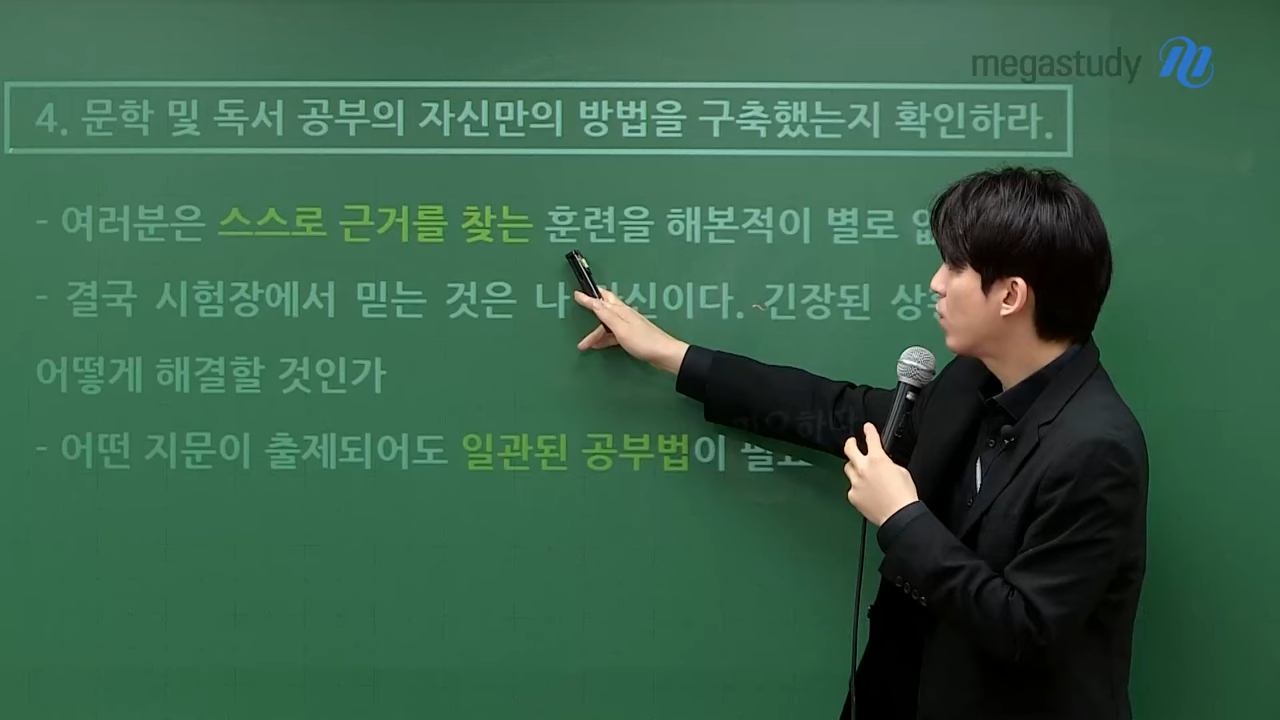 megastudy
4. 문학 및 독서 공부의 자신만의 방법을 구축했는지 확인하라.
- 여러분은 스스로 근거를 찾는 훈련을 해본적이 별로
- 결국 시험장에서 믿는 것은 나 자신이다. 긴장된
어떻게 해결할 것인가
- 어떤 지문이 출제되어도 일관된 공부법이 필요